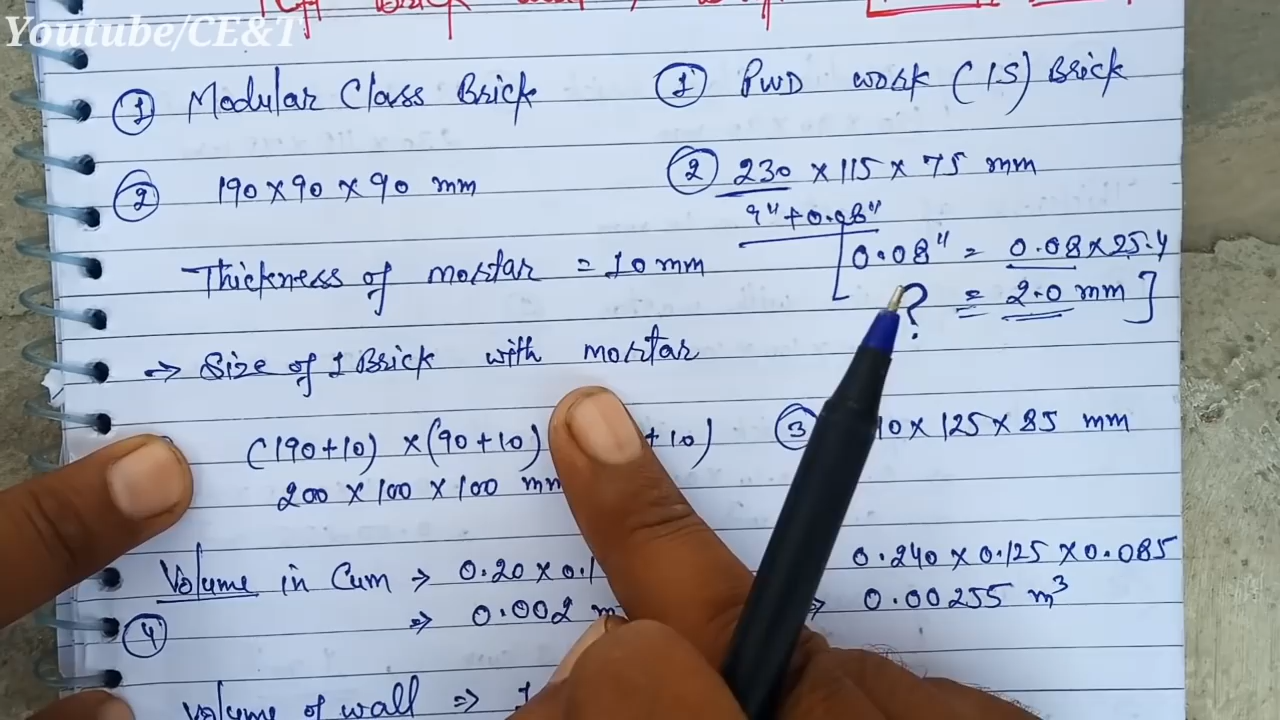 Youtube/CE&T
Brick
① Modular Class Brick
② 190 × 90 × 90 mm
Thickness of mortar = 10 mm
→ Size of 1 Brick with mortar
(190+10) × (90+10) + 10)
200 × 100 × 100 mm
Volume in Cum → 0.20 × 0.1
⇒ 0.002 m
④
Volume of wall ⇒
① PWD work (IS) Brick
② 230 × 115 × 75 mm
9" + 0.08"
[0.08" = 0.08 × 25.4
? = 2.0 mm]
③ 10 × 125 × 85 mm
0.240 × 0.125 × 0.085
⇒ 0.00255 m³